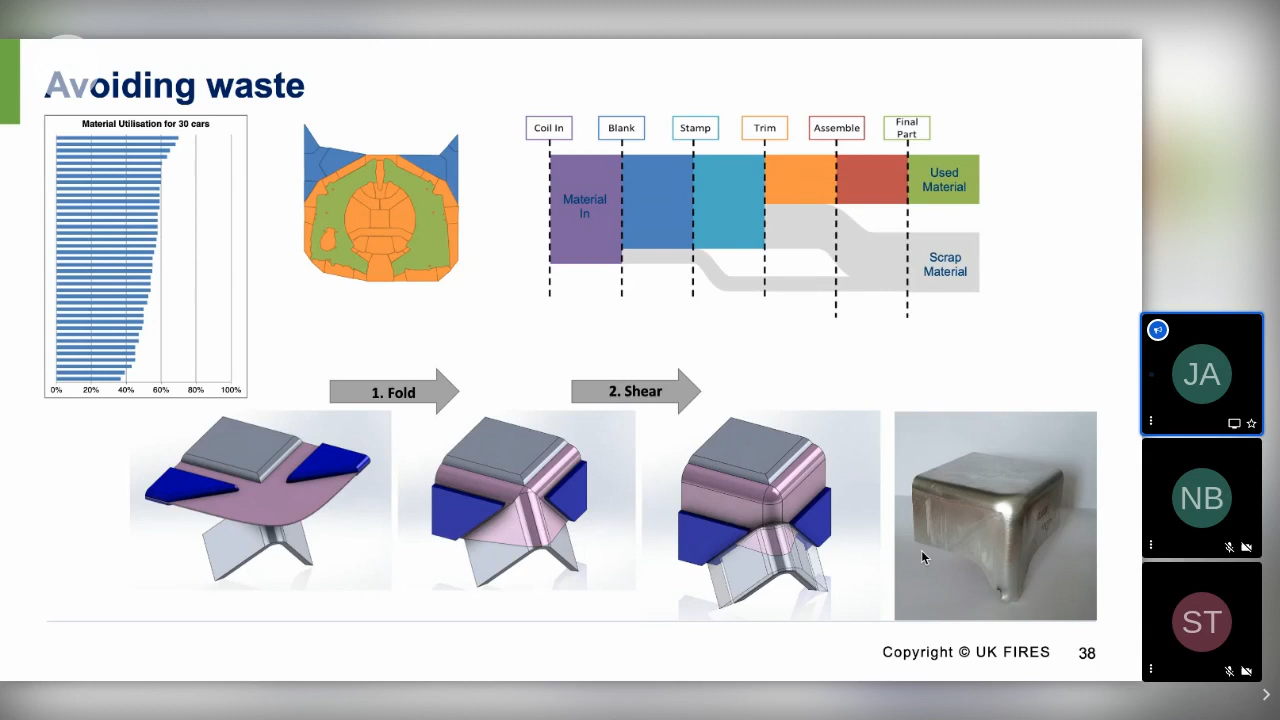 Avoiding waste
Material Utilisation for 30 cars
0% 20% 40% 60% 80% 100%
Coil In
Blank
Stamp
Trim
Assemble
Final
Part
Material
In
Used
Material
Scrap
Material
1. Fold
2. Shear
JA
NB
ST
Copyright © UK FIRES
38